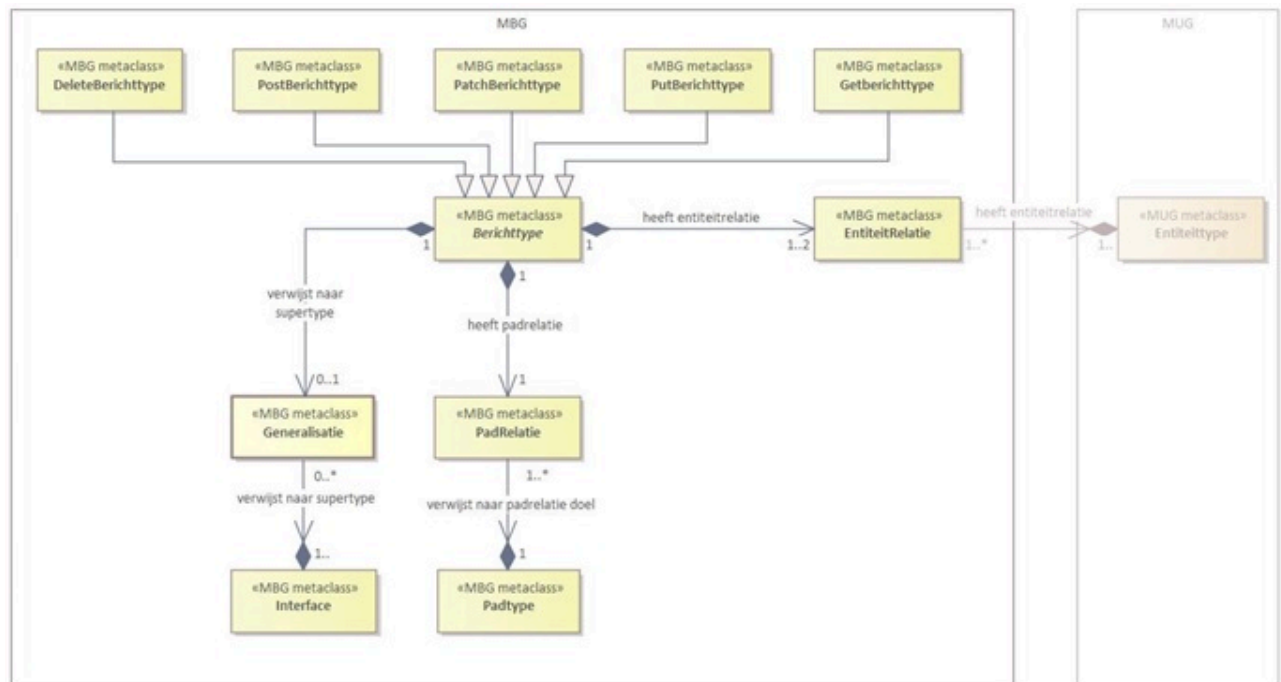 MBG
MUG
«MBG metaclass»
DeleteBerichttype
«MBG metaclass»
PostBerichttype
«MBG metaclass»
PatchBerichttype
«MBG metaclass»
PutBerichttype
«MBG metaclass»
Getberichttype
«MBG metaclass»
Berichttype
1
1
heeft entiteitrelatie
1..2
«MBG metaclass»
EntiteitRelatie
heeft entiteitrelatie
1..*
1..
«MUG metaclass»
Entiteittype
1
verwijst naar
supertype
heeft padrelatie
0..1
1
«MBG metaclass»
Generalisatie
«MBG metaclass»
PadRelatie
0..*
1..*
verwijst naar supertype
verwijst naar padrelatie doel
1..
1
«MBG metaclass»
Interface
«MBG metaclass»
Padtype